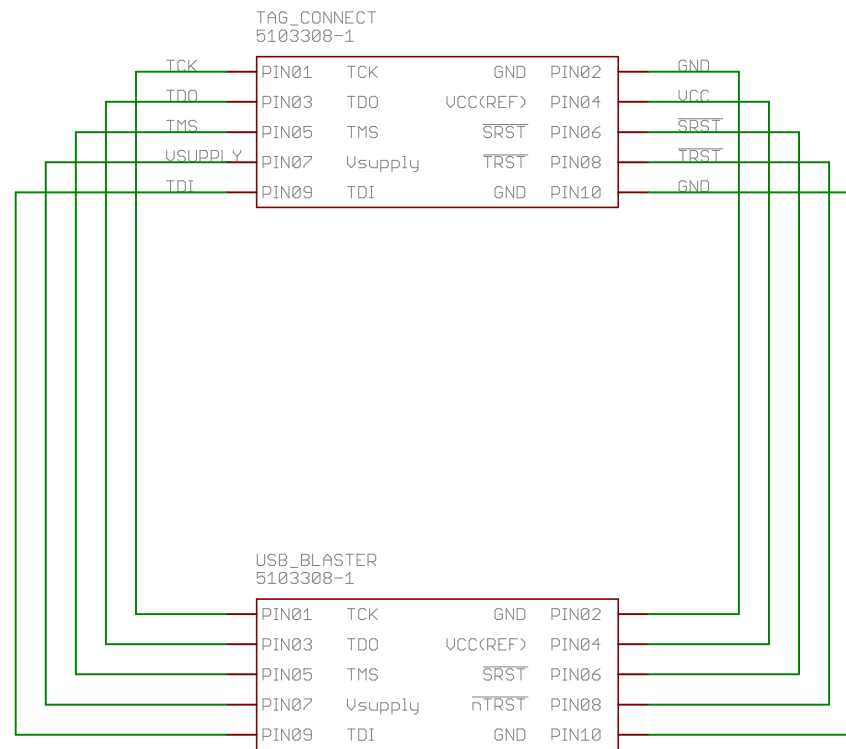 TAG_CONNECT
5103308-1
TCK PIN01 TCK GND PIN02 GND
TDO PIN03 TDO VCC(REF) PIN04 VCC
TMS PIN05 TMS SRST PIN06 SRST
VSUPPLY PIN07 Vsupply TRST PIN08 TRST
TDI PIN09 TDI GND PIN10 GND
USB_BLASTER
5103308-1
PIN01 TCK GND PIN02
PIN03 TDO VCC(REF) PIN04
PIN05 TMS SRST PIN06
PIN07 Vsupply nTRST PIN08
PIN09 TDI GND PIN10